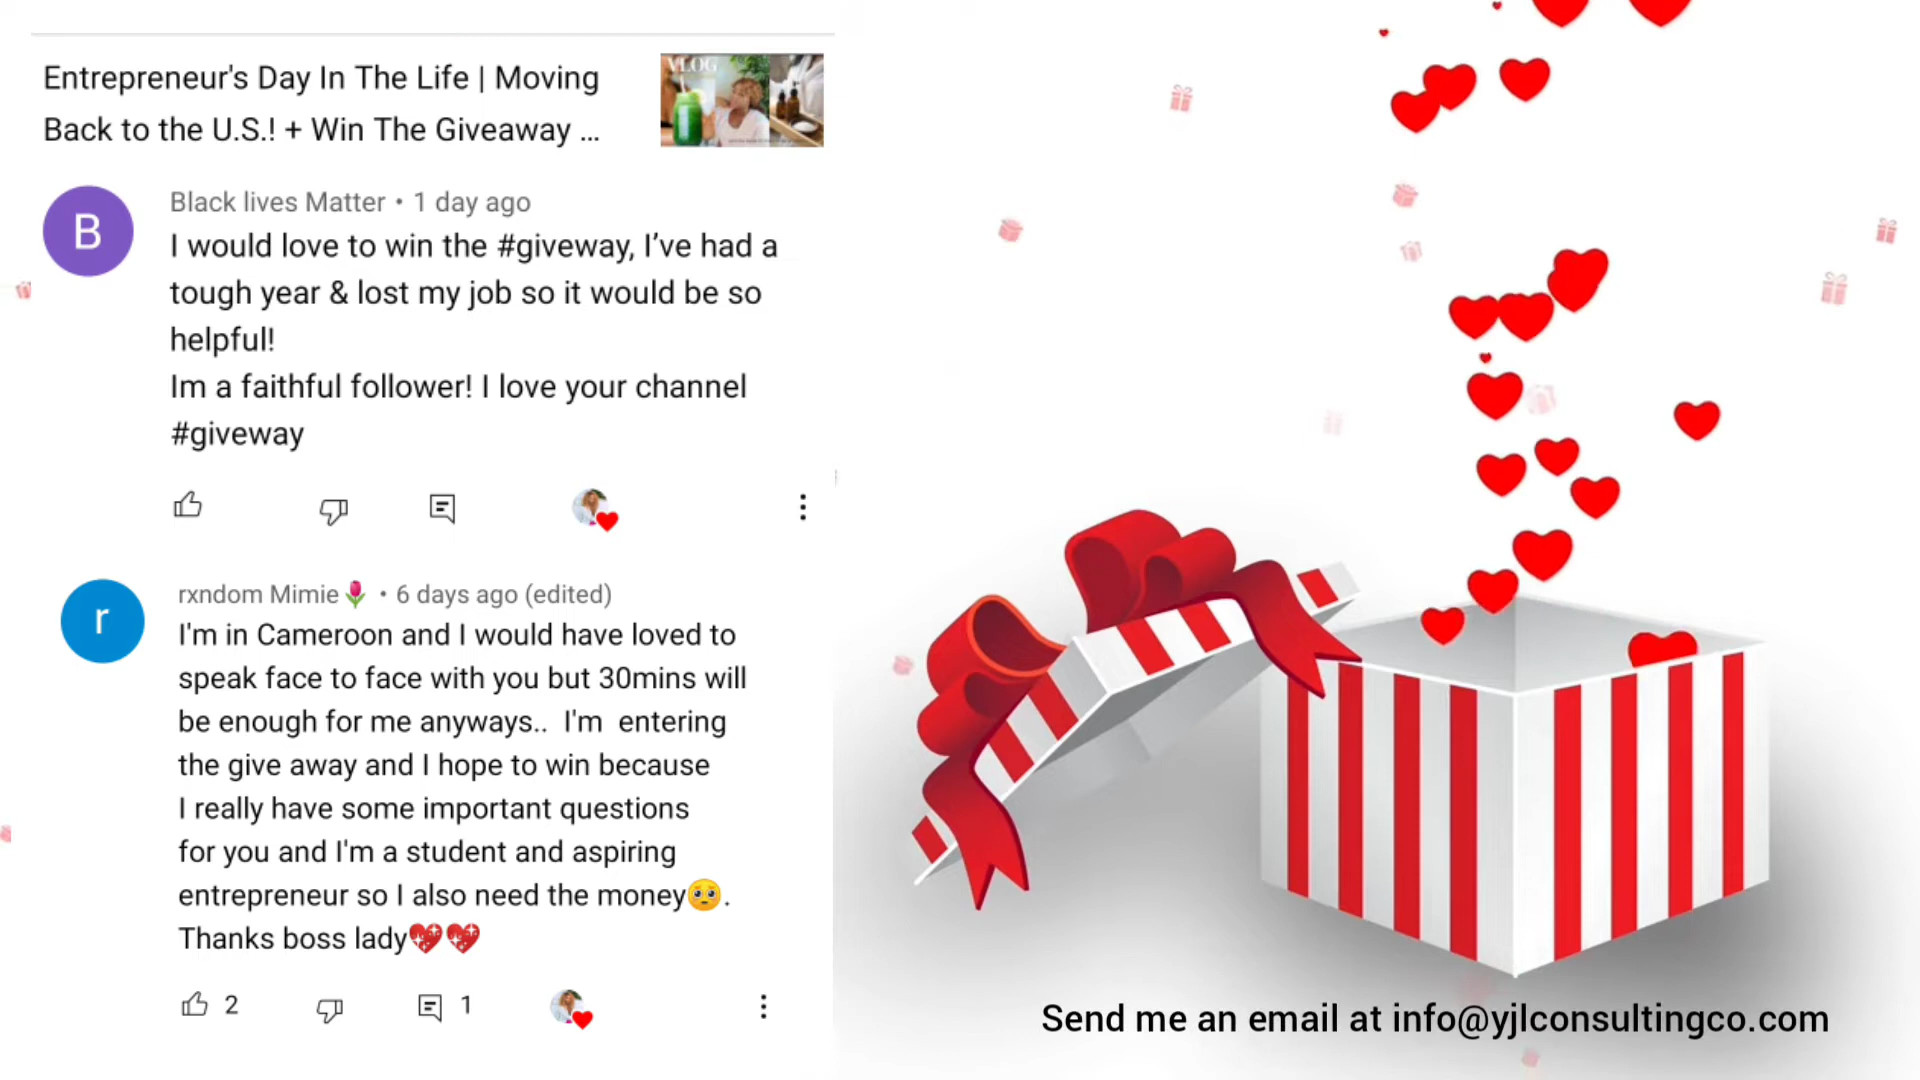 Entrepreneur's Day In The Life | Moving
Back to the U.S.! + Win The Giveaway ...
VLOG
B
Black lives Matter • 1 day ago
I would love to win the #giveway, I’ve had a
tough year & lost my job so it would be so
helpful!
Im a faithful follower! I love your channel
#giveway
r
rxndom Mimie🌷 • 6 days ago (edited)
I'm in Cameroon and I would have loved to
speak face to face with you but 30mins will
be enough for me anyways.. I'm entering
the give away and I hope to win because
I really have some important questions
for you and I'm a student and aspiring
entrepreneur so I also need the money🥺.
Thanks boss lady💖💖
2
1
Send me an email at info@yjlconsultingco.com